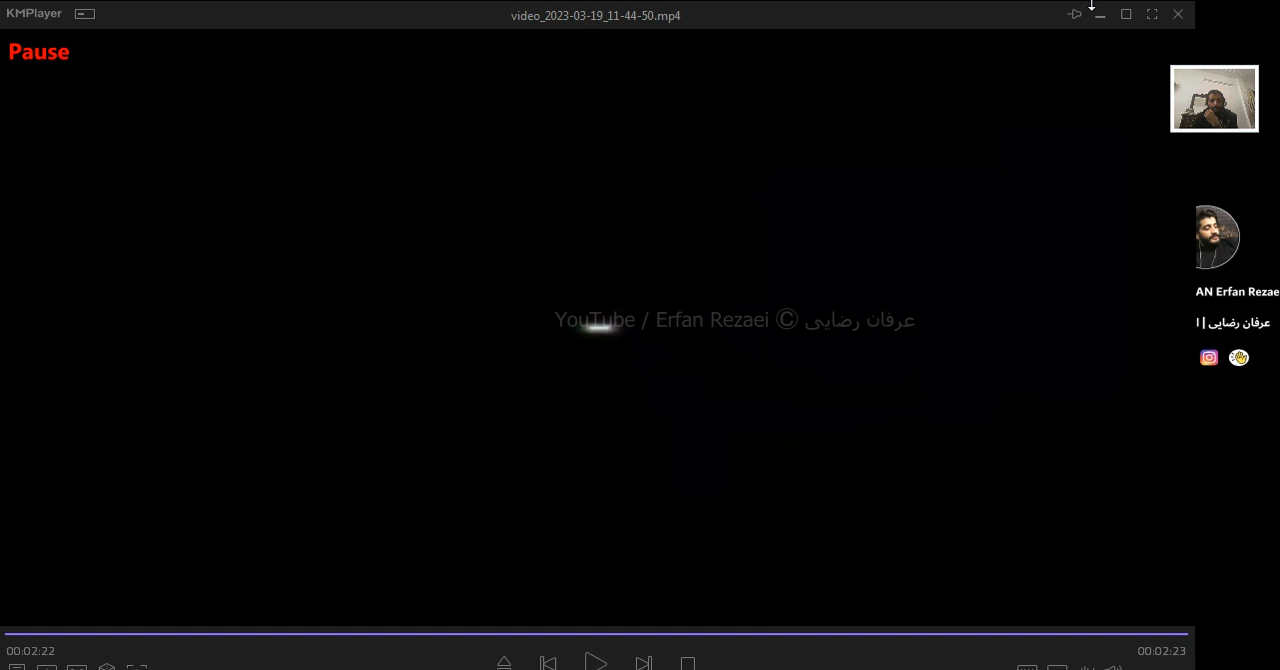 KMPlayer
video_2023-03-19_11-44-50.mp4
Pause
YouTube / Erfan Rezaei © عرفان رضایی
AN Erfan Rezae
عرفان رضایی | ا
00:02:22
00:02:23